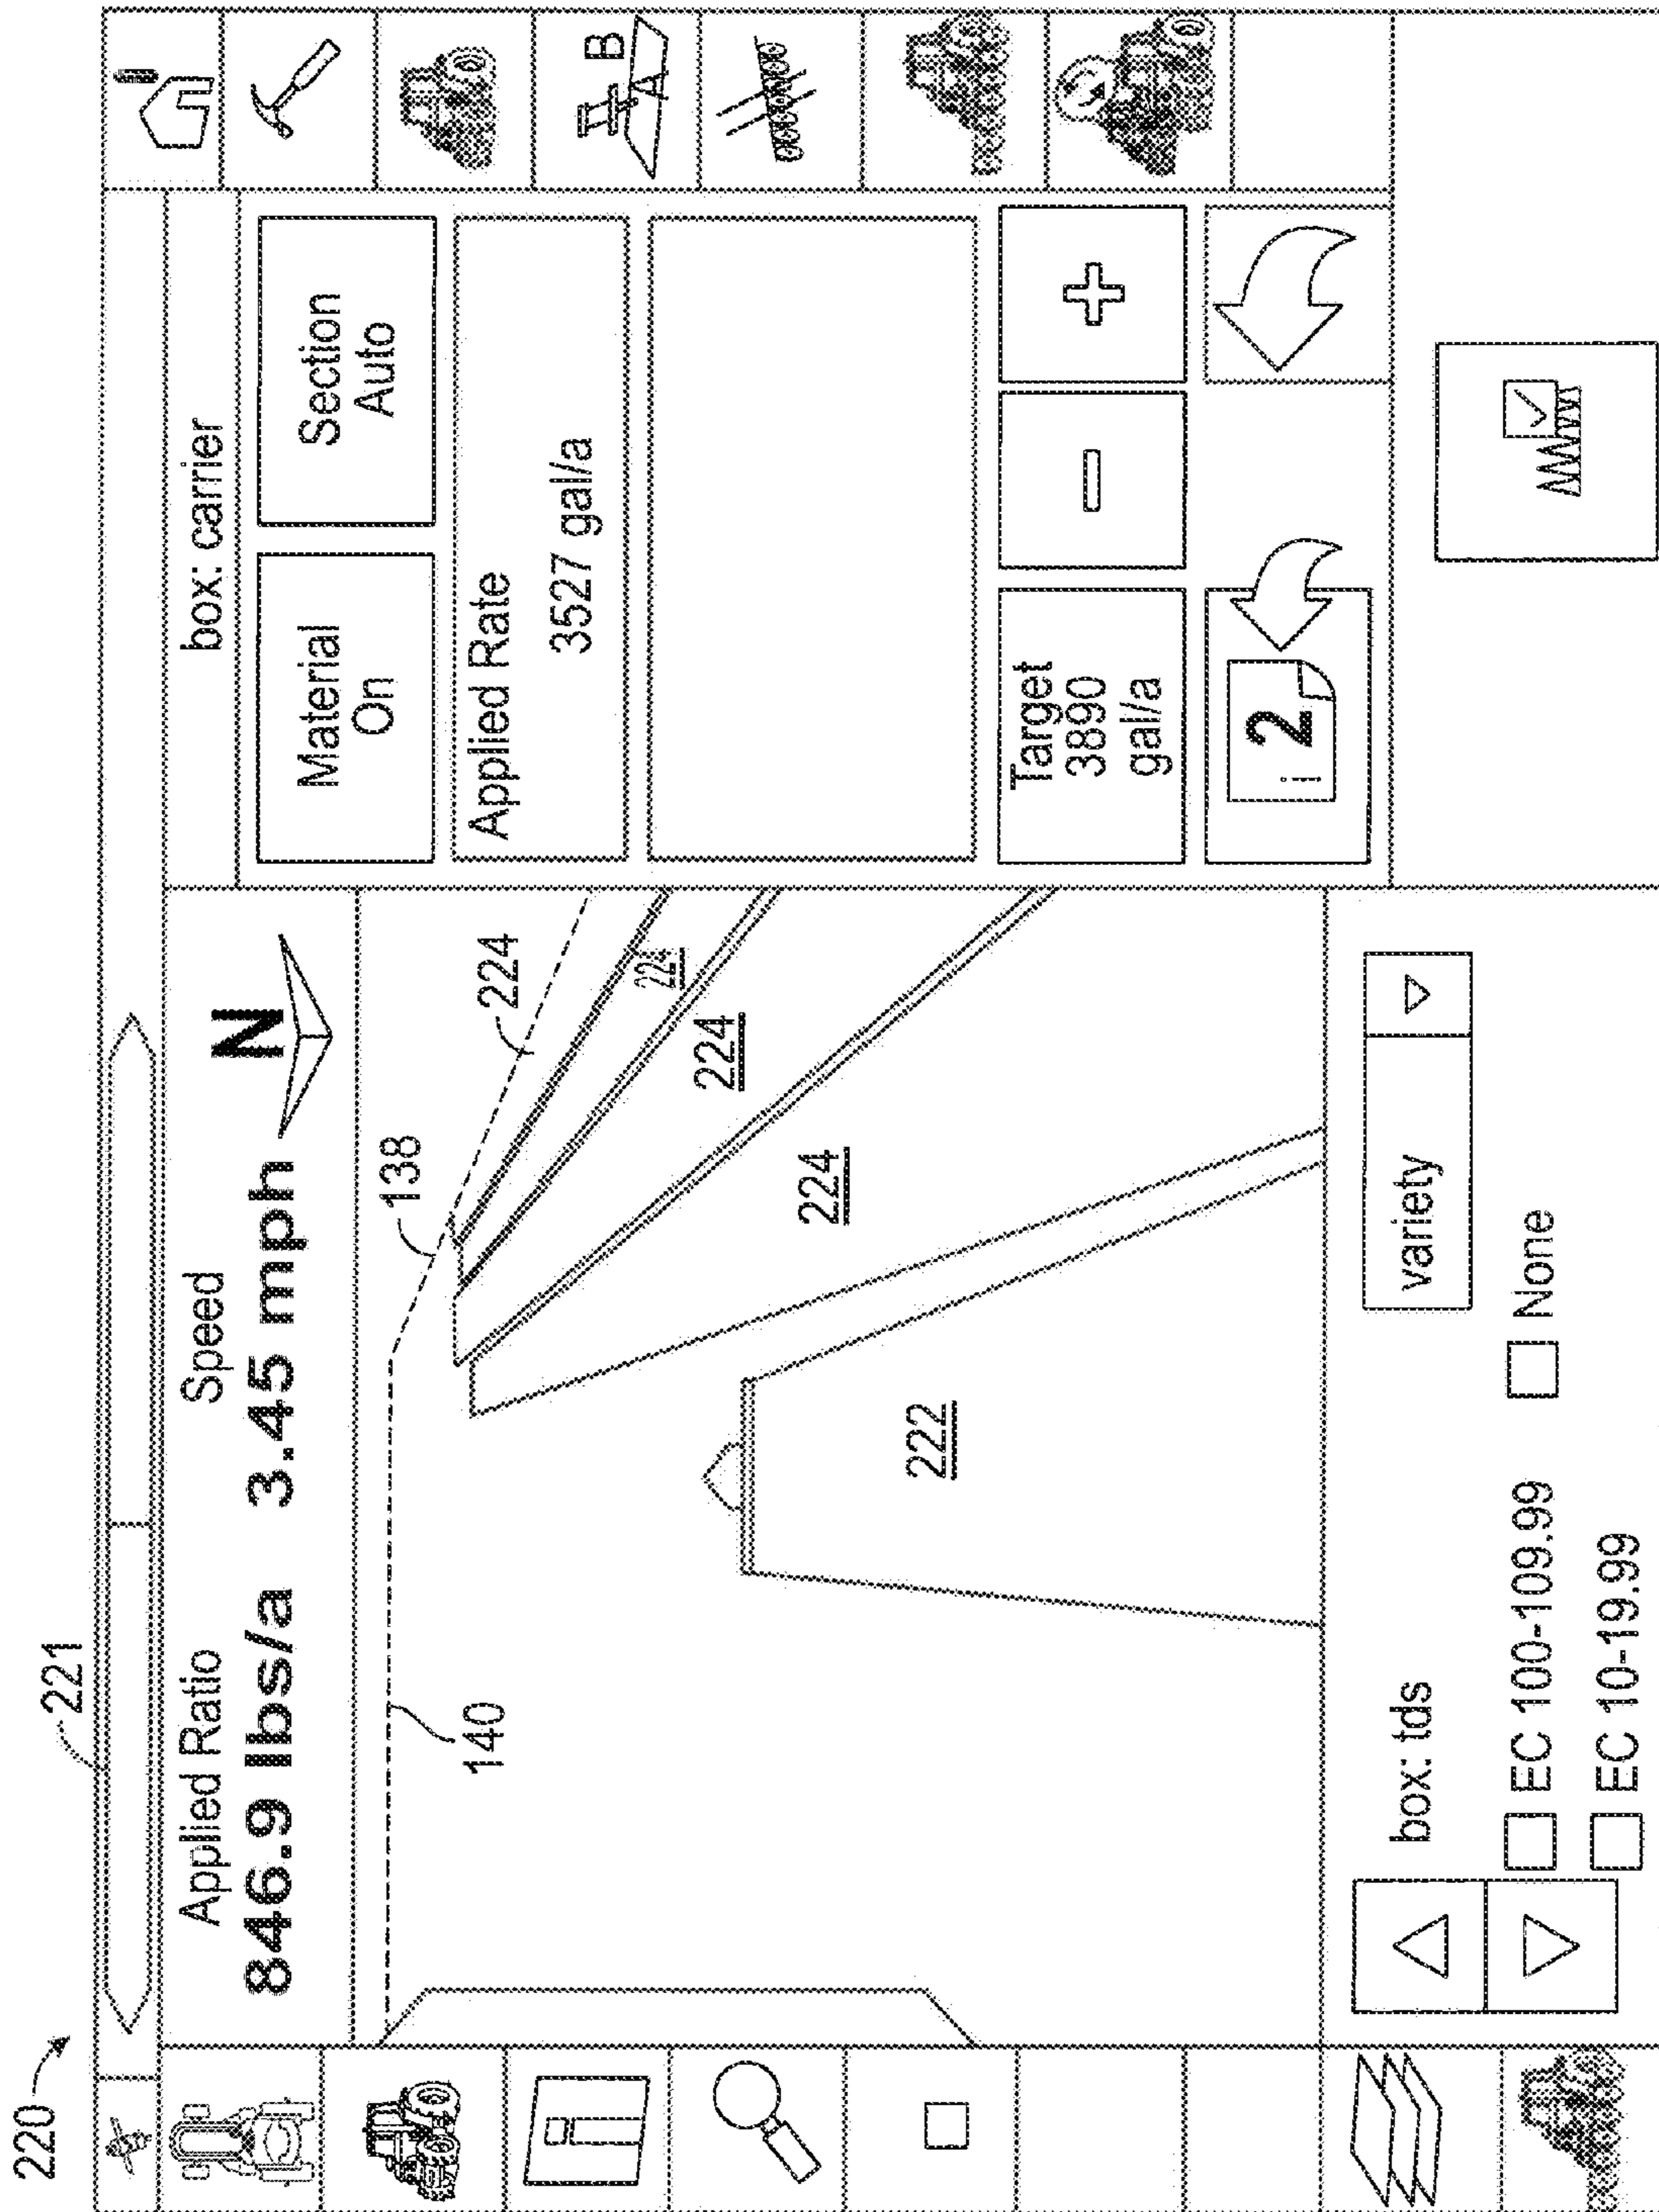 220
221
Applied Ratio
846.9 lbs/a
Speed
3.45 mph
N
138
224
224
224
224
140
222
box: carrier
Material
On
Section
Auto
Applied Rate
3527 gal/a
Target
3890
gal/a
2
B
A
box: tds
variety
EC 100-109.99
None
EC 10-19.99